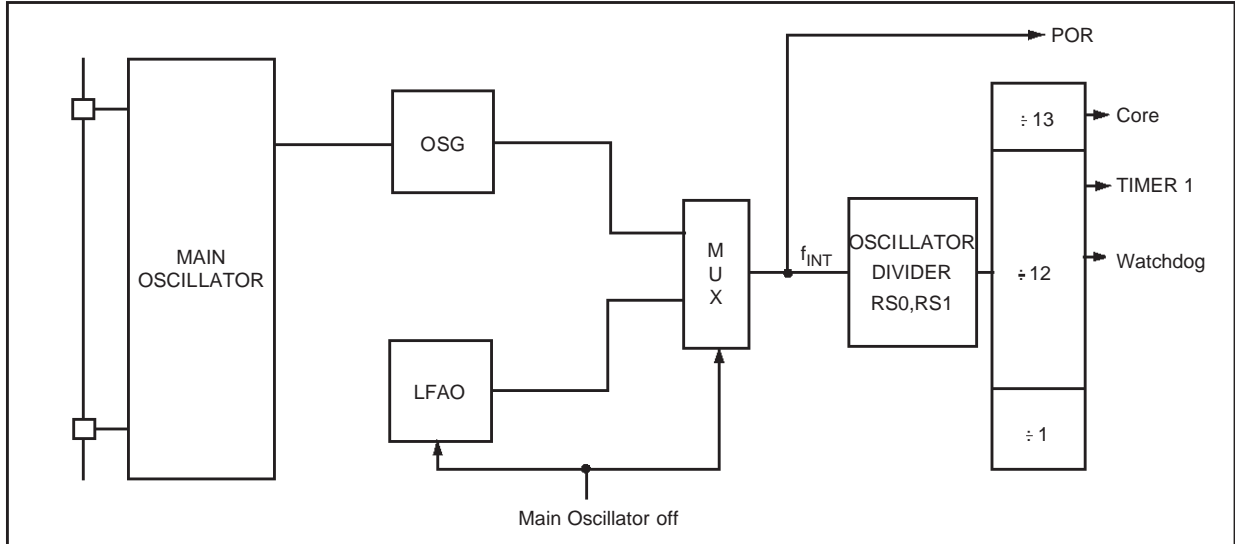 POR
÷ 13
Core
OSG
TIMER 1
MAIN
OSCILLATOR
M
U
X
f_INT
OSCILLATOR
DIVIDER
RS0,RS1
÷ 12
Watchdog
LFAO
÷ 1
Main Oscillator off